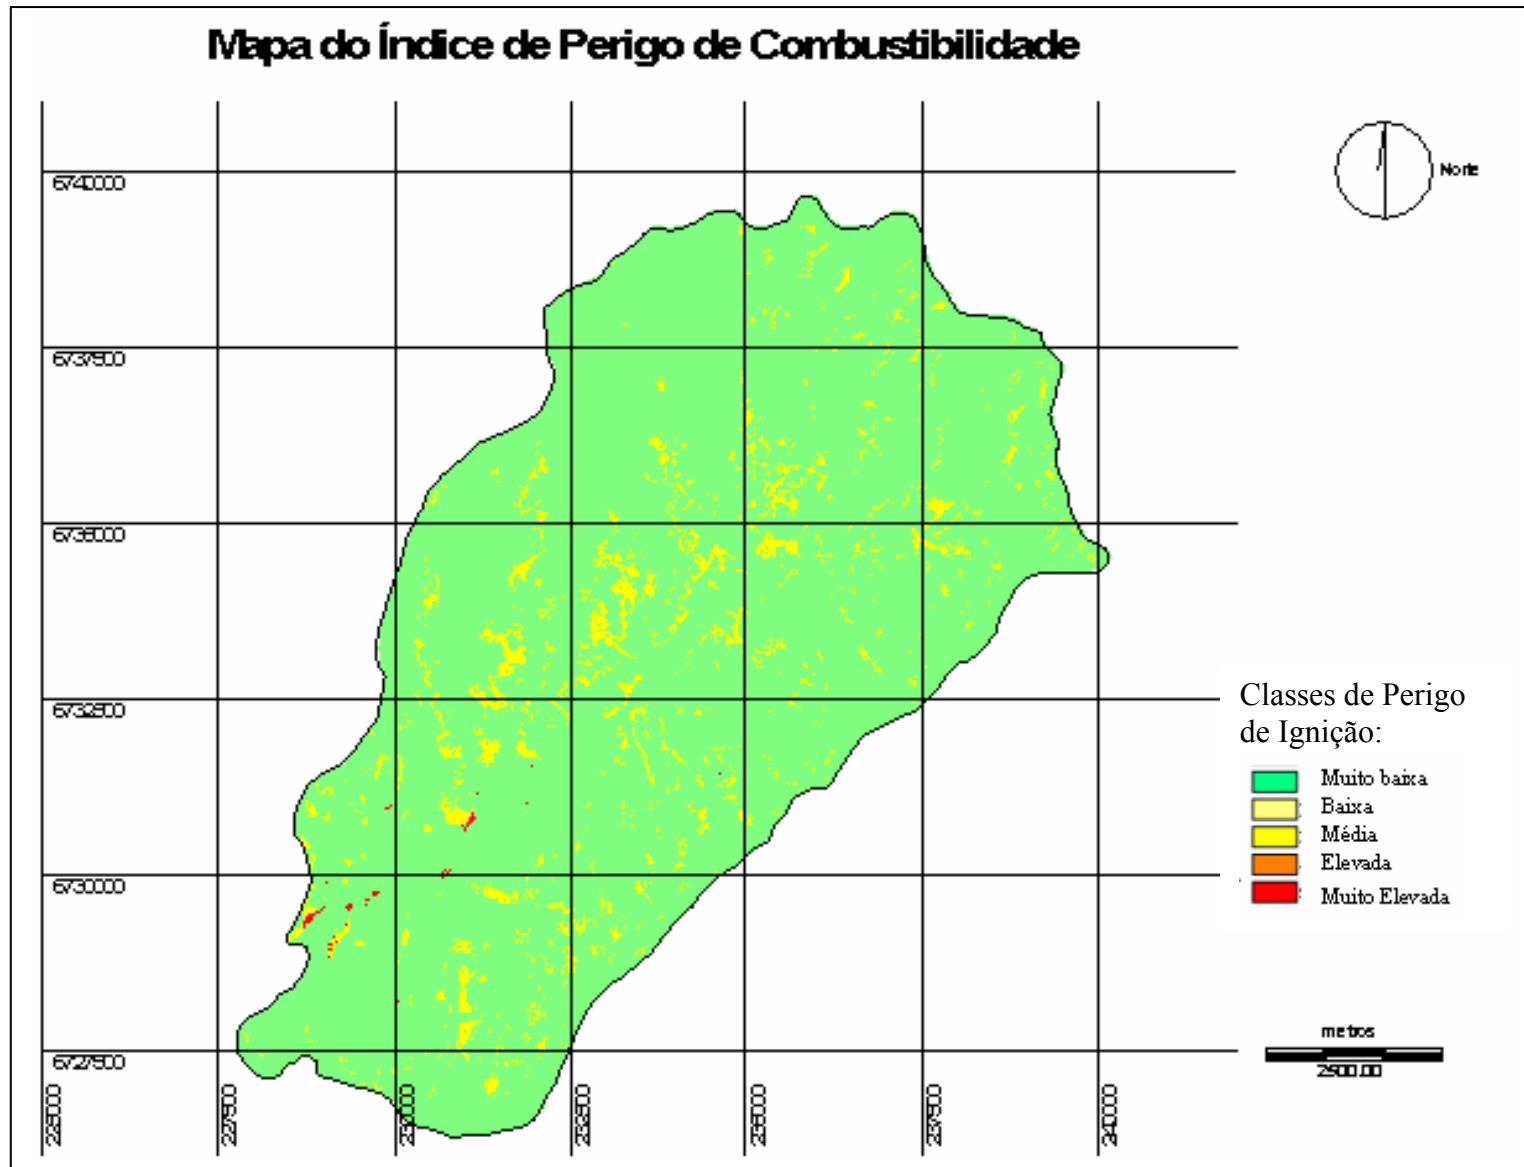 Mapa do Índice de Perigo de Combustibilidade
Norte
6740000
6737500
6735000
6732500
6730000
6727500
225000
227500
230000
232500
235000
237500
240000
Classes de Perigo
de Ignição:
Muito baixa
Baixa
Média
Elevada
Muito Elevada
metros
2500.00